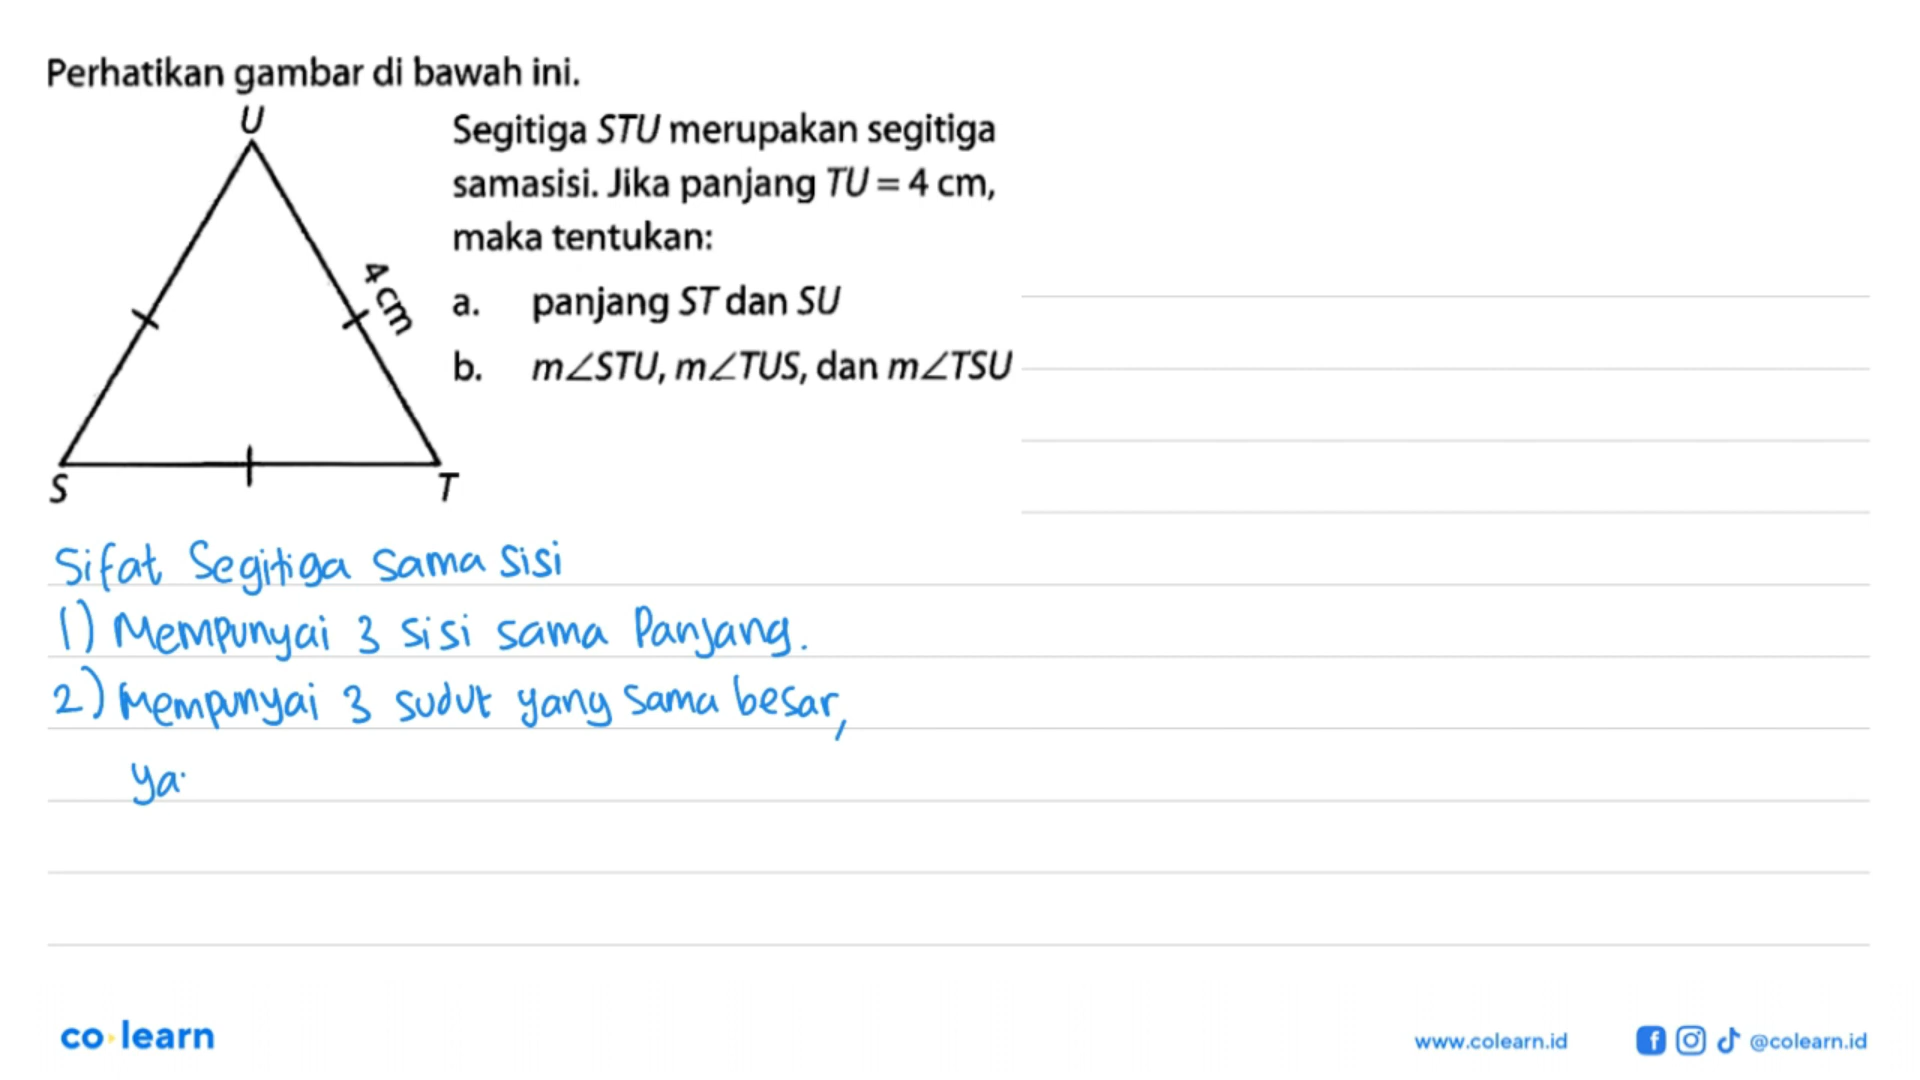 Perhatikan gambar di bawah ini.
U
Segitiga STU merupakan segitiga
samasisi. Jika panjang TU = 4 cm,
maka tentukan:
4 cm
a. panjang ST dan SU
b. m∠STU, m∠TUS, dan m∠TSU
S T
Sifat Segitiga Sama Sisi
1) Mempunyai 3 sisi sama Panjang.
2) Mempunyai 3 sudut yang sama besar,
ya
co learn
www.colearn.id @colearn.id